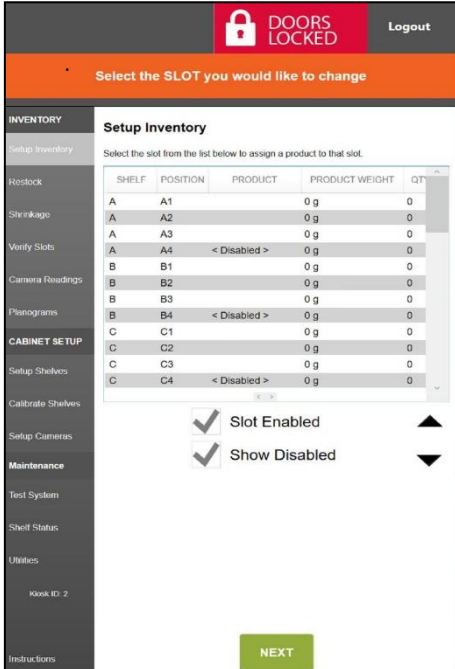 DOORS
LOCKED
Logout
Select the SLOT you would like to change
INVENTORY
Setup Inventory
Restock
Shrinkage
Verify Slots
Camera Readings
Planograms
CABINET SETUP
Setup Shelves
Calibrate Shelves
Setup Cameras
Maintenance
Test System
Shelf Status
Utilities
Kiosk ID: 2
Instructions
Setup Inventory
Select the slot from the list below to assign a product to that slot.
SHELF POSITION PRODUCT PRODUCT WEIGHT QTY
A A1 0 g 0
A A2 0 g 0
A A3 0 g 0
A A4 < Disabled > 0 g 0
B B1 0 g 0
B B2 0 g 0
B B3 0 g 0
B B4 < Disabled > 0 g 0
C C1 0 g 0
C C2 0 g 0
C C3 0 g 0
C C4 < Disabled > 0 g 0
Slot Enabled
Show Disabled
NEXT